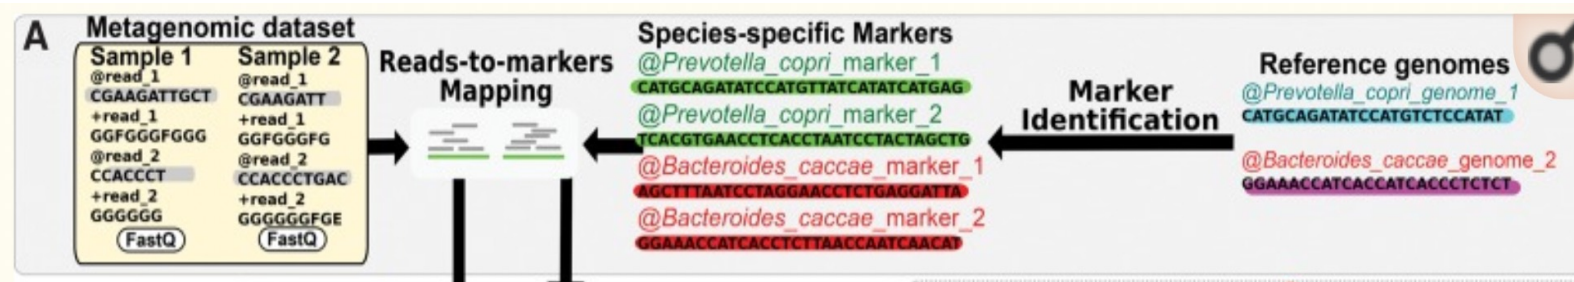 A
Metagenomic dataset
Sample 1
@read_1
CGAAGATTGCT
+read_1
GGFGGGFGGG
@read_2
CCACCCT
+read_2
GGGGGG
FastQ
Sample 2
@read_1
CGAAGATT
+read_1
GGFGGGFG
@read_2
CCACCCTGAC
+read_2
GGGGGGFGE
FastQ
Reads-to-markers
Mapping
Species-specific Markers
@Prevotella_copri_marker_1
CATGCAGATATCCATGTTATCATATCATGAG
@Prevotella_copri_marker_2
TCACGTGAACCTCACCTAATCCTACTAGCTG
@Bacteroides_caccae_marker_1
AGCTTTAATCCTAGGAACCTCTGAGGATTA
@Bacteroides_caccae_marker_2
GGAAACCATCACCTCTTAACCAATCAACAT
Marker
Identification
Reference genomes
@Prevotella_copri_genome_1
CATGCAGATATCCATGTCTCCATAT
@Bacteroides_caccae_genome_2
GGAAACCATCACCATCACCCTCTCT